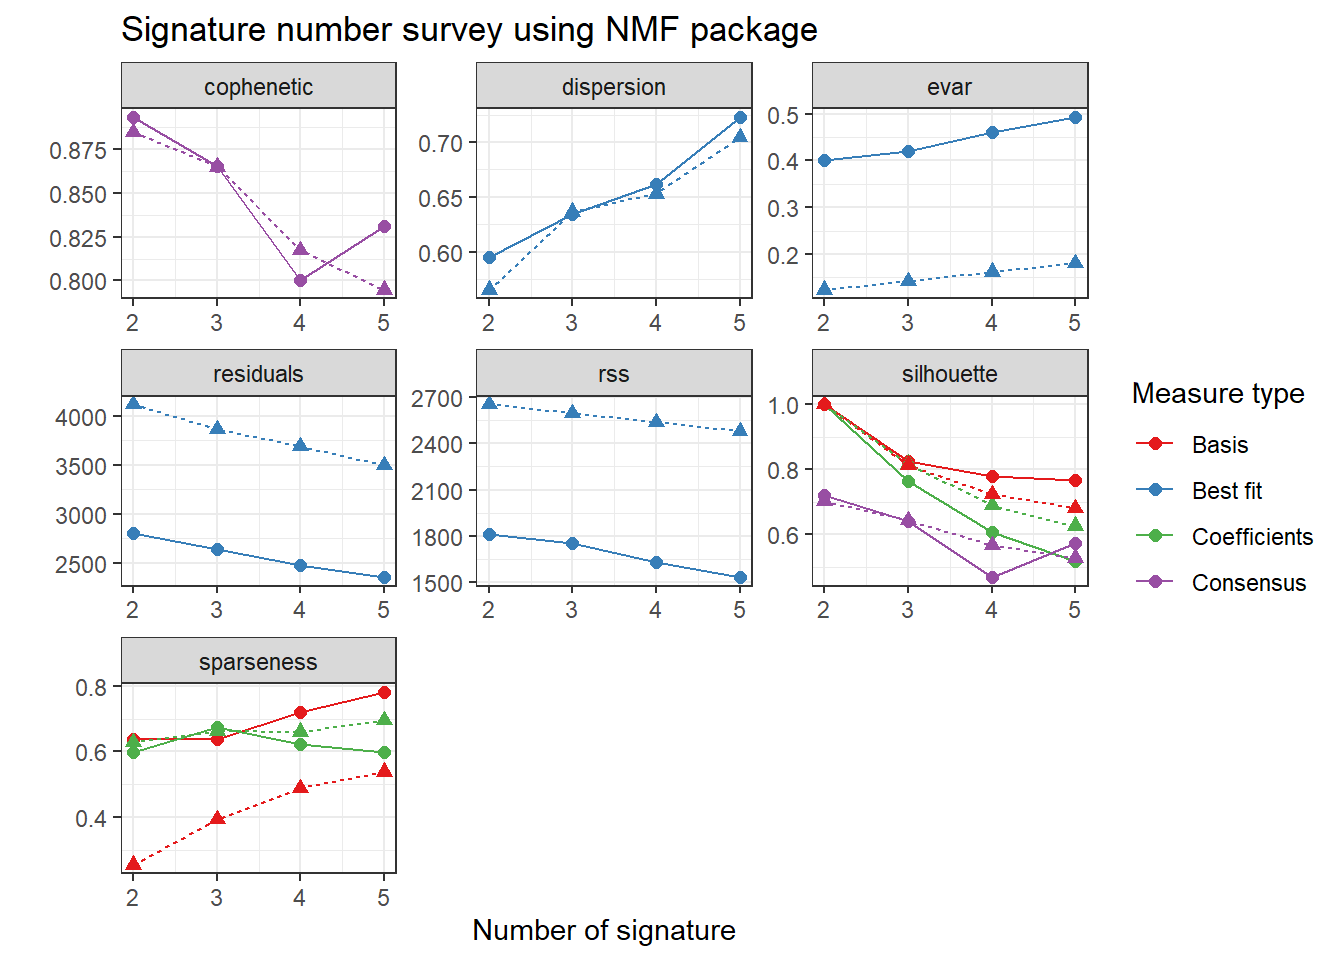 Signature number survey using NMF package
cophenetic
dispersion
evar
0.875
0.850
0.825
0.800
2 3 4 5
0.70
0.65
0.60
2 3 4 5
0.5
0.4
0.3
0.2
2 3 4 5
residuals
rss
silhouette
4000
3500
3000
2500
2 3 4 5
2700
2400
2100
1800
1500
2 3 4 5
1.0
0.8
0.6
2 3 4 5
Measure type
Basis
Best fit
Coefficients
Consensus
sparseness
0.8
0.6
0.4
2 3 4 5
Number of signature